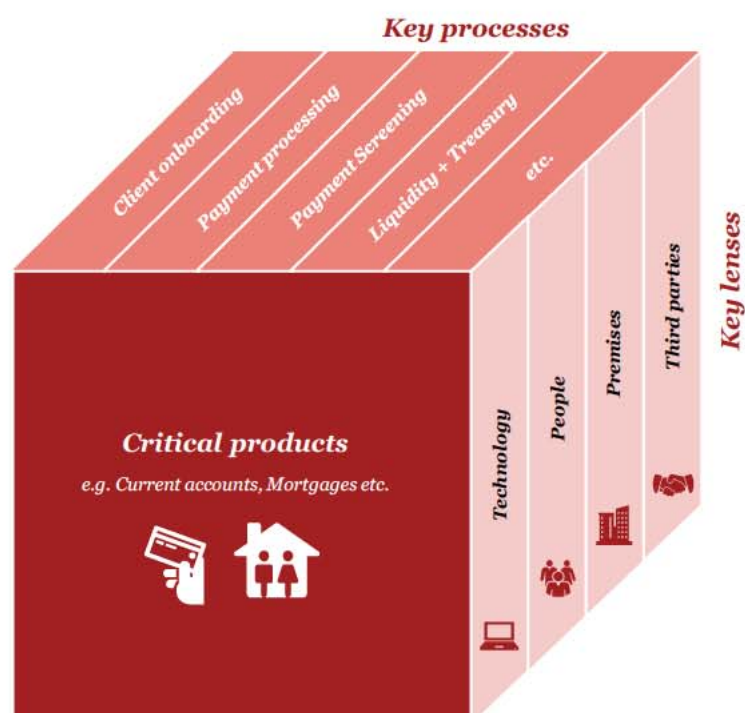 Key processes
Client onboarding
Payment processing
Payment Screening
Liquidity + Treasury
etc.
Key lenses
Critical products
e.g. Current accounts, Mortgages etc.
Technology
People
Premises
Third parties